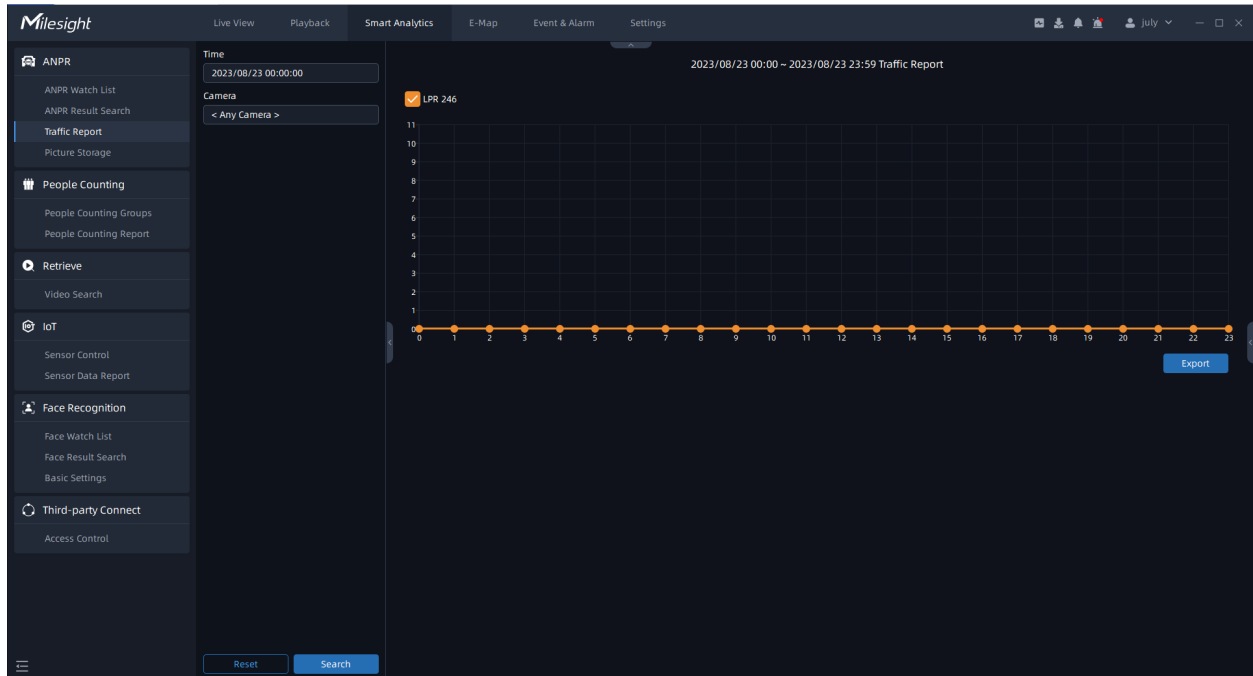 Milesight
Live View
Playback
Smart Analytics
E-Map
Event & Alarm
Settings
july
ANPR
ANPR Watch List
ANPR Result Search
Traffic Report
Picture Storage
People Counting
People Counting Groups
People Counting Report
Retrieve
Video Search
IoT
Sensor Control
Sensor Data Report
Face Recognition
Face Watch List
Face Result Search
Basic Settings
Third-party Connect
Access Control
Time
2023/08/23 00:00:00
Camera
< Any Camera >
Reset
Search
2023/08/23 00:00 ~ 2023/08/23 23:59 Traffic Report
LPR 246
11
10
9
8
7
6
5
4
3
2
1
0
0 1 2 3 4 5 6 7 8 9 10 11 12 13 14 15 16 17 18 19 20 21 22 23
Export